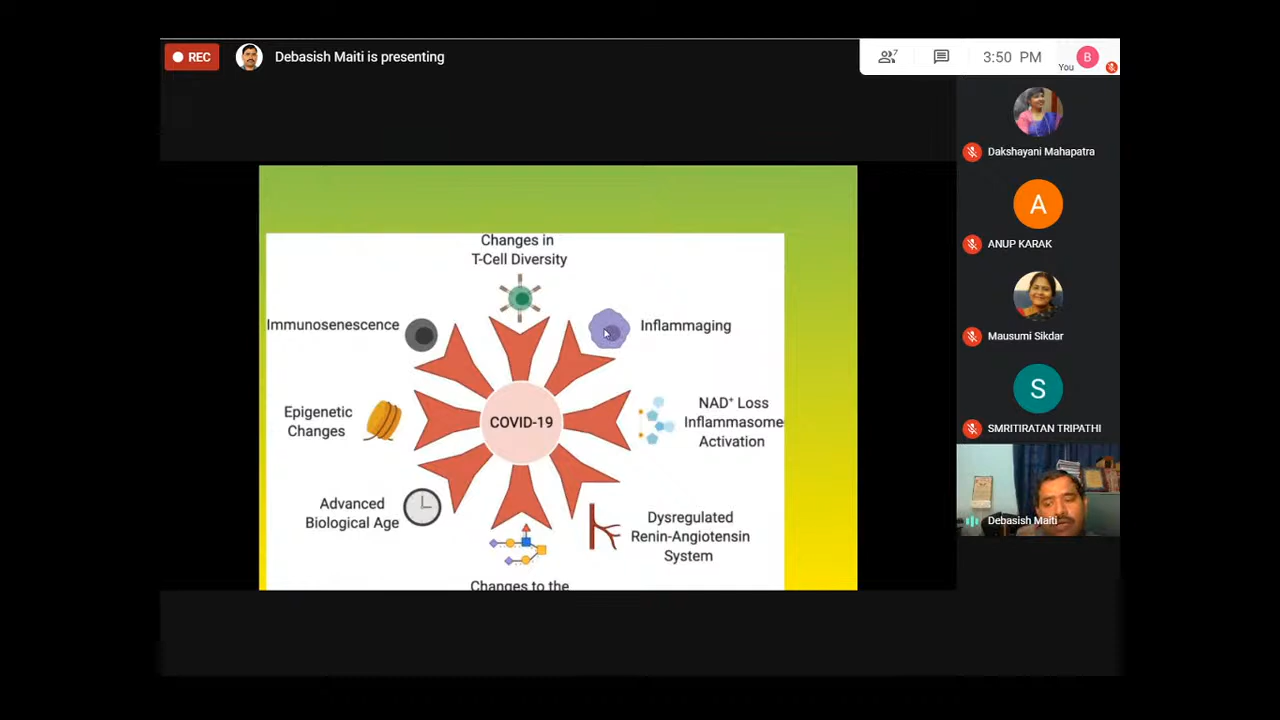 REC
Debasish Maiti is presenting
7
3:50 PM
You
B
Dakshayani Mahapatra
A
ANUP KARAK
Mausumi Sikdar
S
SMRITIRATAN TRIPATHI
Debasish Maiti
Changes in
T-Cell Diversity
Immunosenescence
Inflammaging
Epigenetic
Changes
COVID-19
NAD⁺ Loss
Inflammasome
Activation
Advanced
Biological Age
Dysregulated
Renin-Angiotensin
System
Changes to the